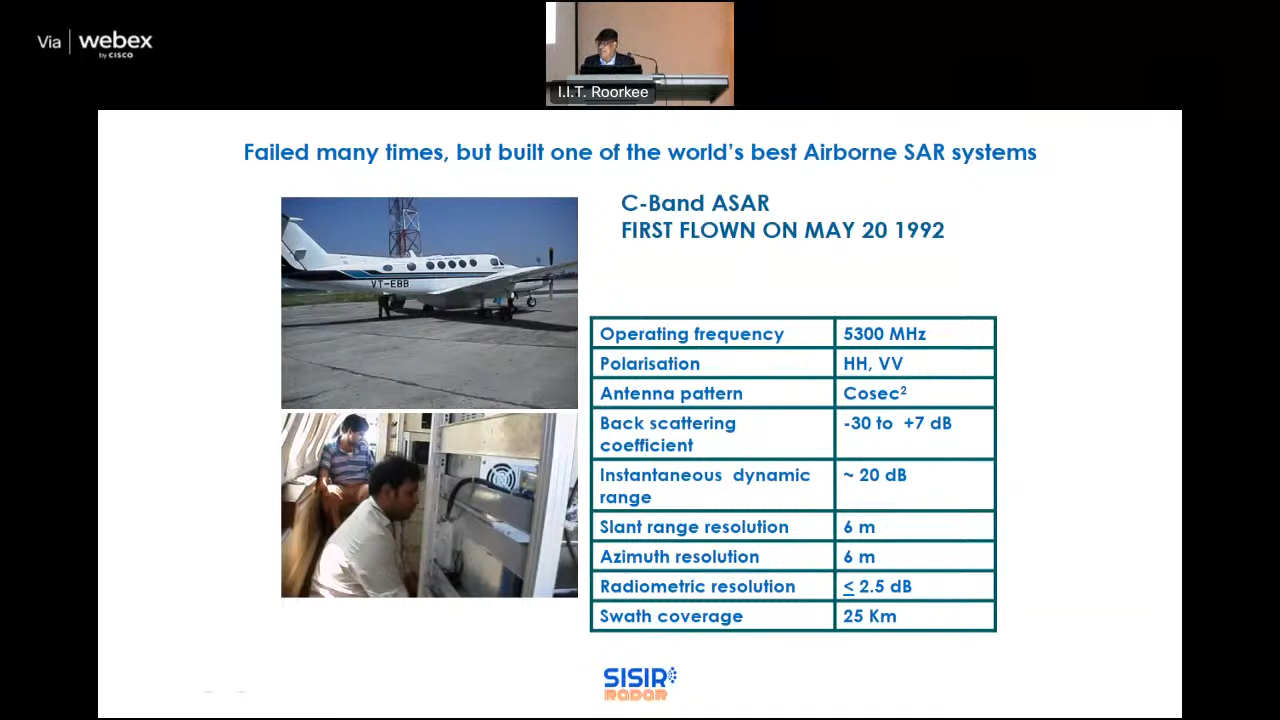 Via webex
by CISCO
I.I.T. Roorkee
Failed many times, but built one of the world's best Airborne SAR systems
C-Band ASAR
FIRST FLOWN ON MAY 20 1992
VT-EBB
Operating frequency 5300 MHz
Polarisation HH, VV
Antenna pattern Cosec²
Back scattering -30 to +7 dB
coefficient
Instantaneous dynamic ~ 20 dB
range
Slant range resolution 6 m
Azimuth resolution 6 m
Radiometric resolution ≤ 2.5 dB
Swath coverage 25 Km
SISIR
RADAR